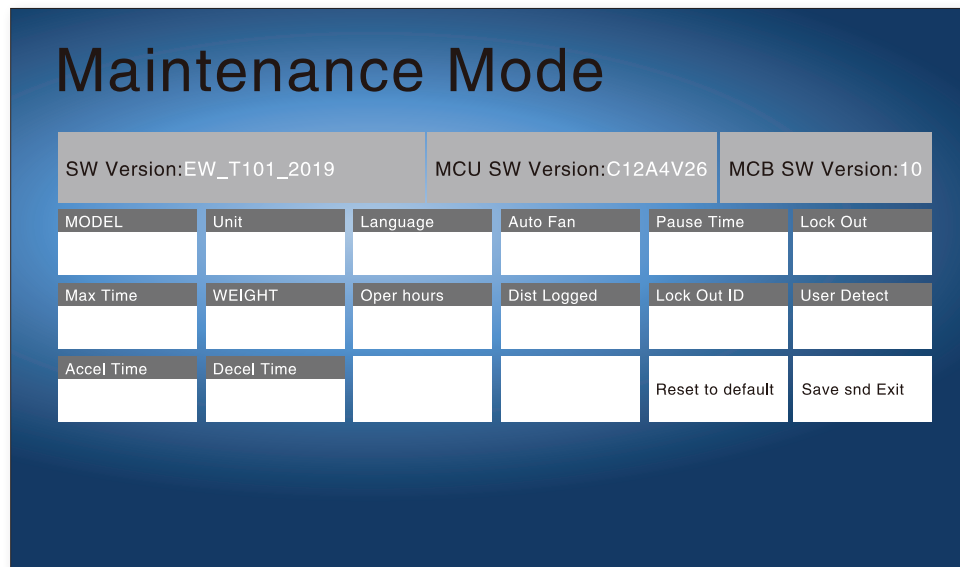 Maintenance Mode
SW Version:EW_T101_2019 MCU SW Version:C12A4V26 MCB SW Version:10
MODEL Unit Language Auto Fan Pause Time Lock Out
Max Time WEIGHT Oper hours Dist Logged Lock Out ID User Detect
Accel Time Decel Time
Reset to default Save snd Exit